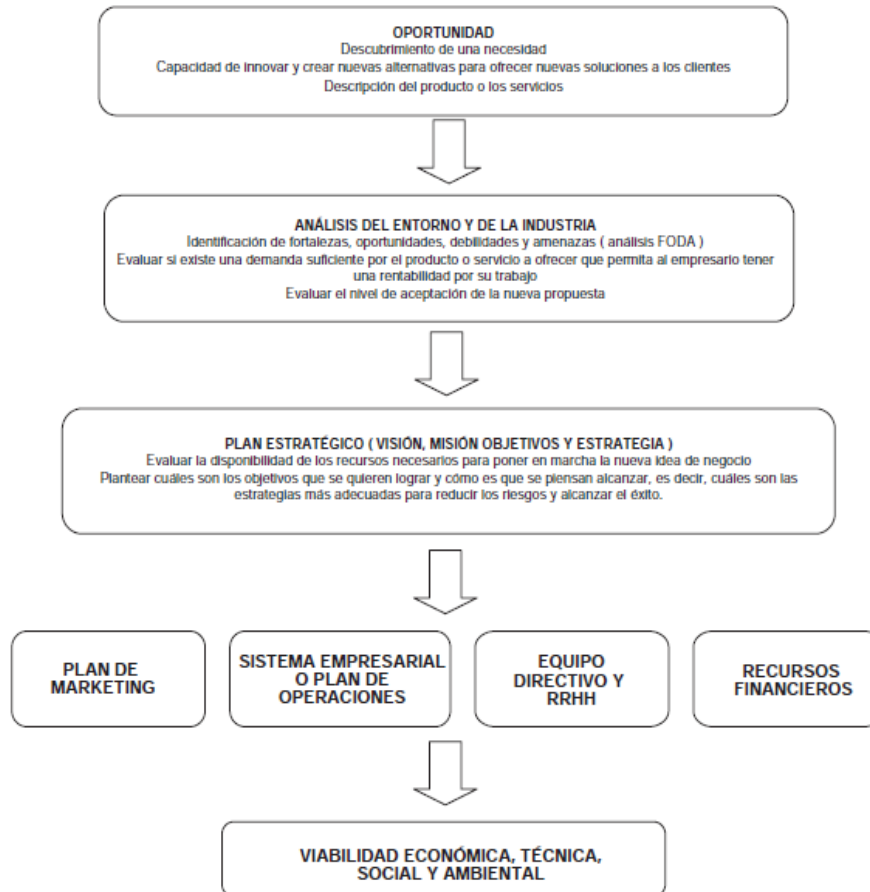 OPORTUNIDAD
Descubrimiento de una necesidad
Capacidad de innovar y crear nuevas alternativas para ofrecer nuevas soluciones a los clientes
Descripción del producto o los servicios
ANÁLISIS DEL ENTORNO Y DE LA INDUSTRIA
Identificación de fortalezas, oportunidades, debilidades y amenazas ( análisis FODA )
Evaluar si existe una demanda suficiente por el producto o servicio a ofrecer que permita al empresario tener
una rentabilidad por su trabajo
Evaluar el nivel de aceptación de la nueva propuesta
PLAN ESTRATÉGICO ( VISIÓN, MISIÓN OBJETIVOS Y ESTRATEGIA )
Evaluar la disponibilidad de los recursos necesarios para poner en marcha la nueva idea de negocio
Plantear cuáles son los objetivos que se quieren lograr y cómo es que se piensan alcanzar, es decir, cuáles son las
estrategias más adecuadas para reducir los riesgos y alcanzar el éxito.
PLAN DE
MARKETING
SISTEMA EMPRESARIAL
O PLAN DE
OPERACIONES
EQUIPO
DIRECTIVO Y
RRHH
RECURSOS
FINANCIEROS
VIABILIDAD ECONÓMICA, TÉCNICA,
SOCIAL Y AMBIENTAL